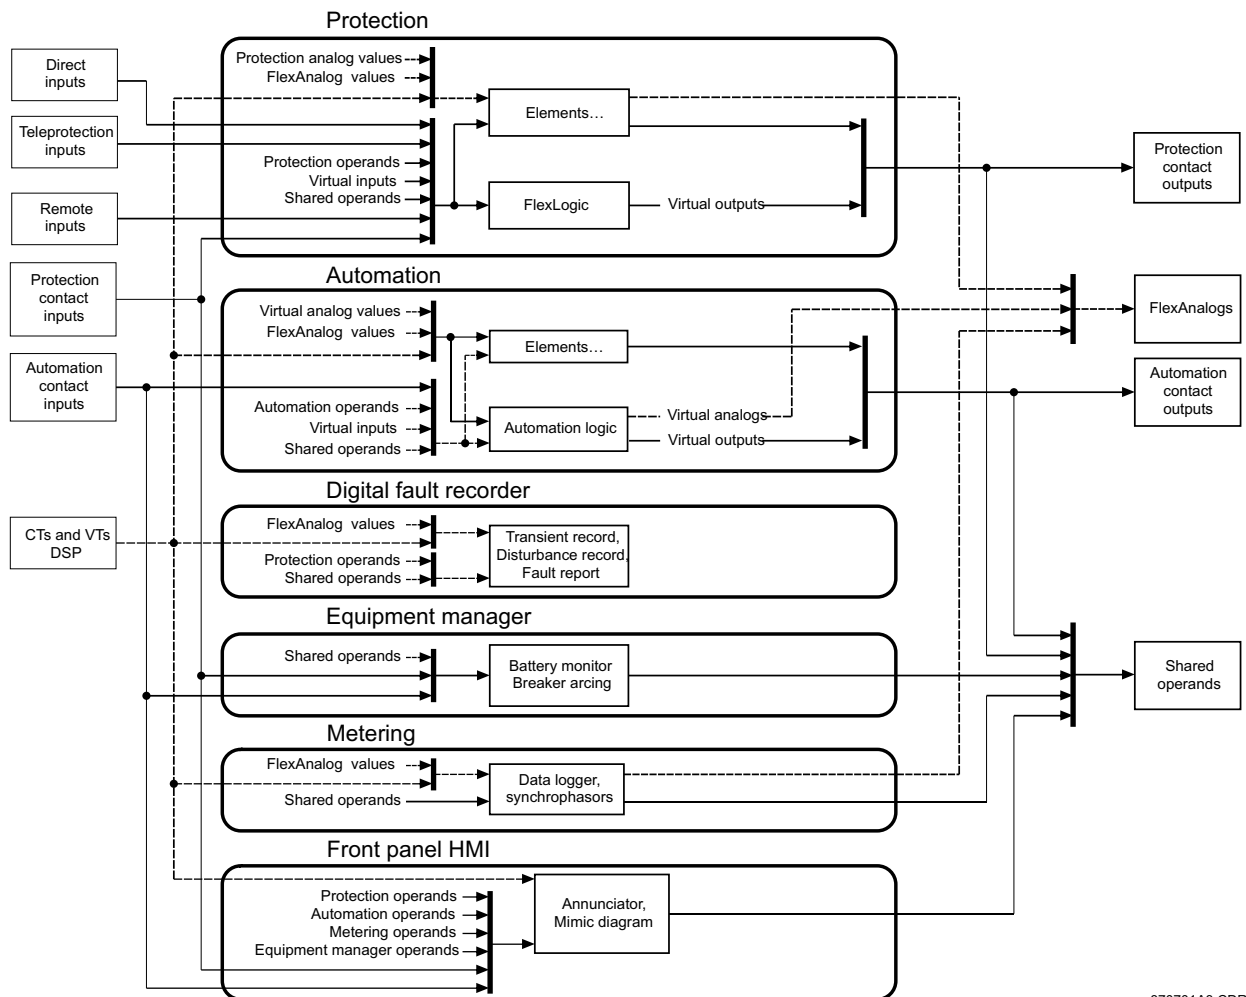 Protection
Direct
inputs
Teleprotection
inputs
Remote
inputs
Protection
contact
inputs
Automation
contact
inputs
CTs and VTs
DSP
Protection analog values
FlexAnalog values
Protection operands
Virtual inputs
Shared operands
Elements…
FlexLogic
Virtual outputs
Automation
Virtual analog values
FlexAnalog values
Automation operands
Virtual inputs
Shared operands
Elements…
Automation logic
Virtual analogs
Virtual outputs
Digital fault recorder
FlexAnalog values
Protection operands
Shared operands
Transient record,
Disturbance record,
Fault report
Equipment manager
Shared operands
Battery monitor
Breaker arcing
Metering
FlexAnalog values
Shared operands
Data logger,
synchrophasors
Front panel HMI
Protection operands
Automation operands
Metering operands
Equipment manager operands
Annunciator,
Mimic diagram
Protection
contact
outputs
FlexAnalogs
Automation
contact
outputs
Shared
operands